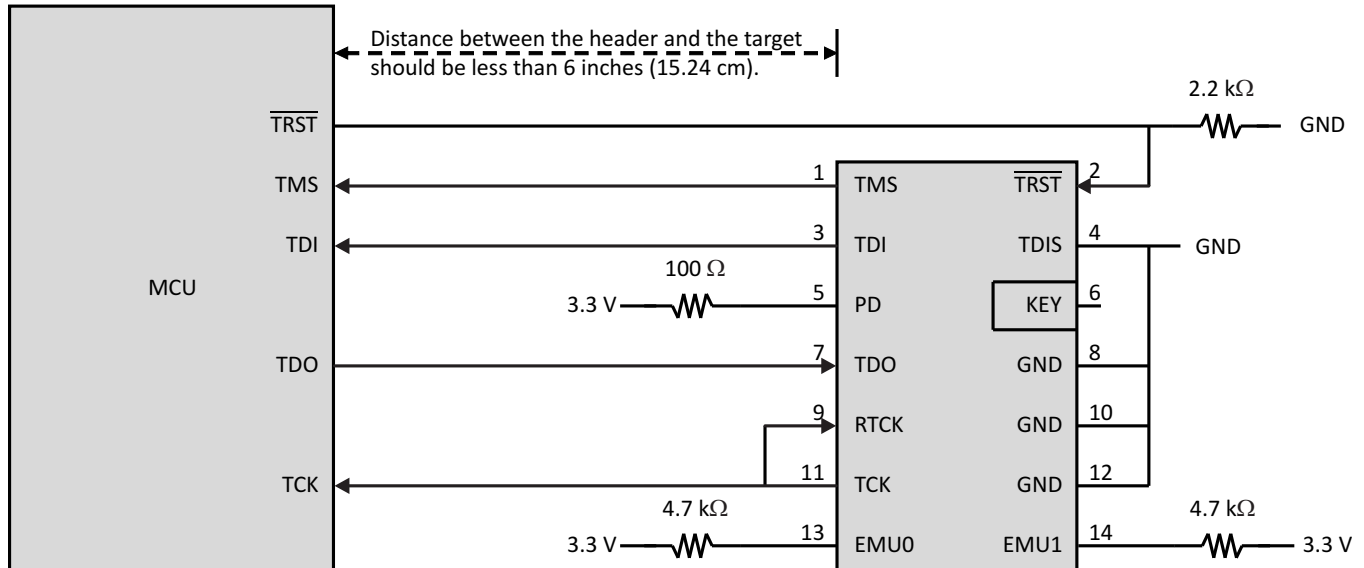 Distance between the header and the target
should be less than 6 inches (15.24 cm).
2.2 kΩ
TRST
GND
TMS
1
TMS
TRST
2
TDI
3
TDI
TDIS
4
GND
MCU
100 Ω
3.3 V
5
PD
KEY
6
TDO
7
TDO
GND
8
9
RTCK
GND
10
TCK
11
TCK
GND
12
4.7 kΩ
4.7 kΩ
3.3 V
13
EMU0
EMU1
14
3.3 V